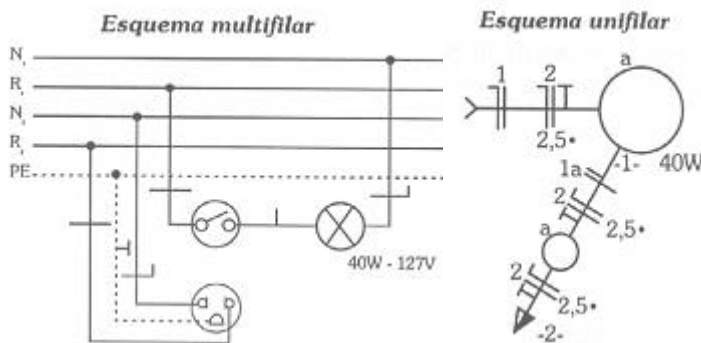 Esquema multifilar
N,
R,
N,
R,
PE
40W - 127V
Esquema unifilar
a
1
2
2,5•
-1-
40W
1a
2
2,5•
a
2
2,5•
-2-